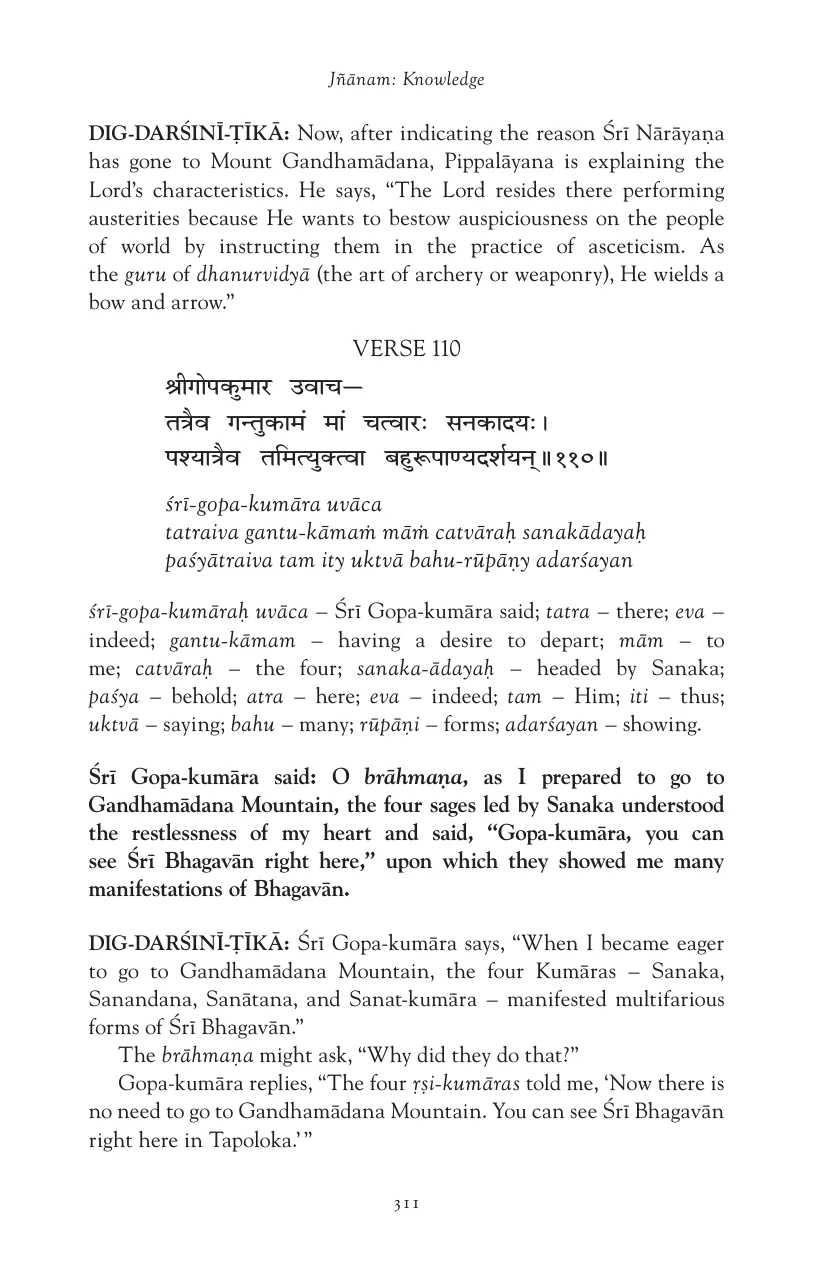 Jñānam: Knowledge
DIG-DARŚINĪ-ṬĪKĀ: Now, after indicating the reason Śrī Nārāyaṇa
has gone to Mount Gandhamādana, Pippalāyana is explaining the
Lord’s characteristics. He says, “The Lord resides there performing
austerities because He wants to bestow auspiciousness on the people
of world by instructing them in the practice of asceticism. As
the guru of dhanurvidyā (the art of archery or weaponry), He wields a
bow and arrow.”
VERSE 110
श्रीगोपकुमार उवाच—
तत्रैव गन्तुकामं मां चत्वारः सनकादयः।
पश्यात्रैव तमित्युक्त्वा बहुरूपाण्यदर्शयन्॥११०॥
śrī-gopa-kumāra uvāca
tatraiva gantu-kāmaṁ māṁ catvāraḥ sanakādayaḥ
paśyātraiva tam ity uktvā bahu-rūpāṇy adarśayan
śrī-gopa-kumāraḥ uvāca – Śrī Gopa-kumāra said; tatra – there; eva –
indeed; gantu-kāmam – having a desire to depart; mām – to
me; catvāraḥ – the four; sanaka-ādayaḥ – headed by Sanaka;
paśya – behold; atra – here; eva – indeed; tam – Him; iti – thus;
uktvā – saying; bahu – many; rūpāṇi – forms; adarśayan – showing.
Śrī Gopa-kumāra said: O brāhmaṇa, as I prepared to go to
Gandhamādana Mountain, the four sages led by Sanaka understood
the restlessness of my heart and said, “Gopa-kumāra, you can
see Śrī Bhagavān right here,” upon which they showed me many
manifestations of Bhagavān.
DIG-DARŚINĪ-ṬĪKĀ: Śrī Gopa-kumāra says, “When I became eager
to go to Gandhamādana Mountain, the four Kumāras – Sanaka,
Sanandana, Sanātana, and Sanat-kumāra – manifested multifarious
forms of Śrī Bhagavān.”
The brāhmaṇa might ask, “Why did they do that?”
Gopa-kumāra replies, “The four ṛṣi-kumāras told me, ‘Now there is
no need to go to Gandhamādana Mountain. You can see Śrī Bhagavān
right here in Tapoloka.’”
311